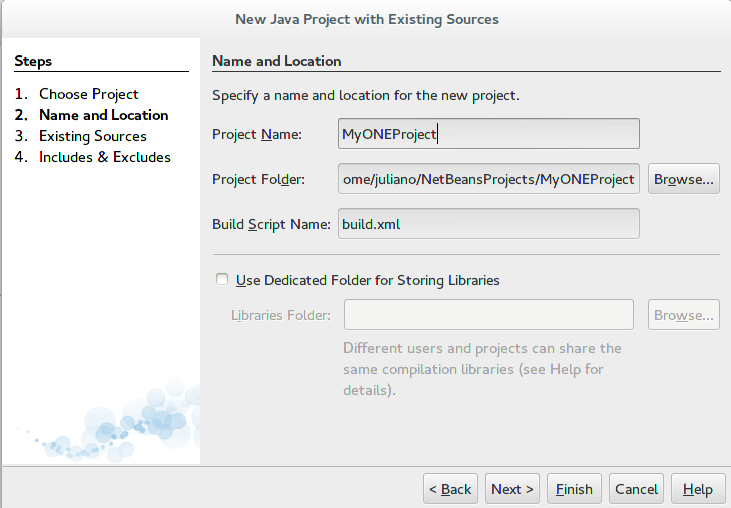 New Java Project with Existing Sources
Steps
1. Choose Project
2. Name and Location
3. Existing Sources
4. Includes & Excludes
Name and Location
Specify a name and location for the new project.
Project Name: MyONEProject
Project Folder: ome/juliano/NetBeansProjects/MyONEProject Browse...
Build Script Name: build.xml
Use Dedicated Folder for Storing Libraries
Libraries Folder: Browse...
Different users and projects can share the
same compilation libraries (see Help for
details).
< Back Next > Finish Cancel Help